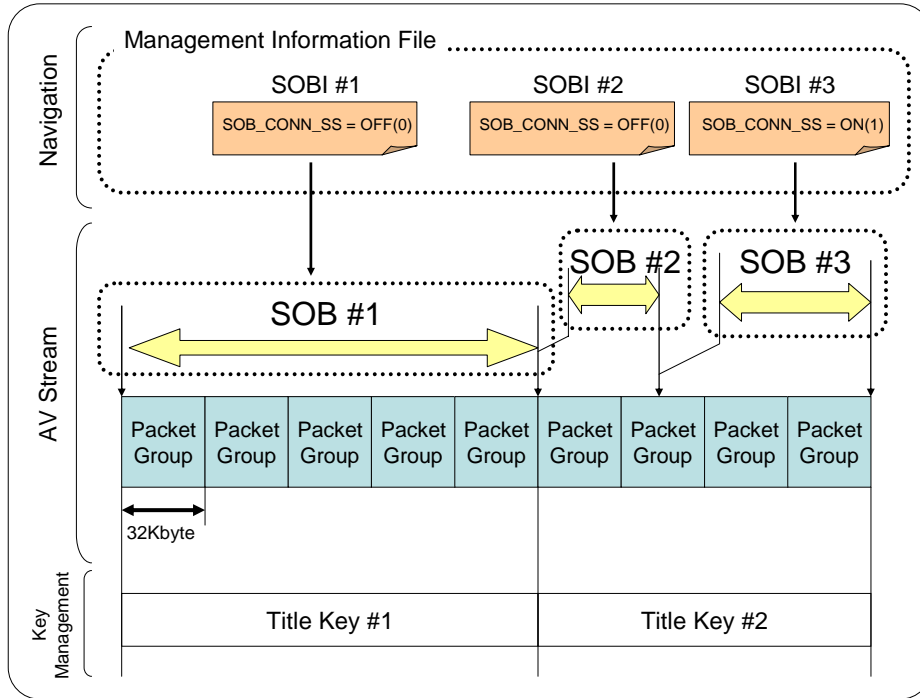 Navigation
Management Information File
SOBI #1
SOBI #2
SOBI #3
SOB_CONN_SS = OFF(0)
SOB_CONN_SS = OFF(0)
SOB_CONN_SS = ON(1)
AV Stream
SOB #1
SOB #2
SOB #3
Packet
Group
Packet
Group
Packet
Group
Packet
Group
Packet
Group
Packet
Group
Packet
Group
Packet
Group
Packet
Group
32Kbyte
Key
Management
Title Key #1
Title Key #2